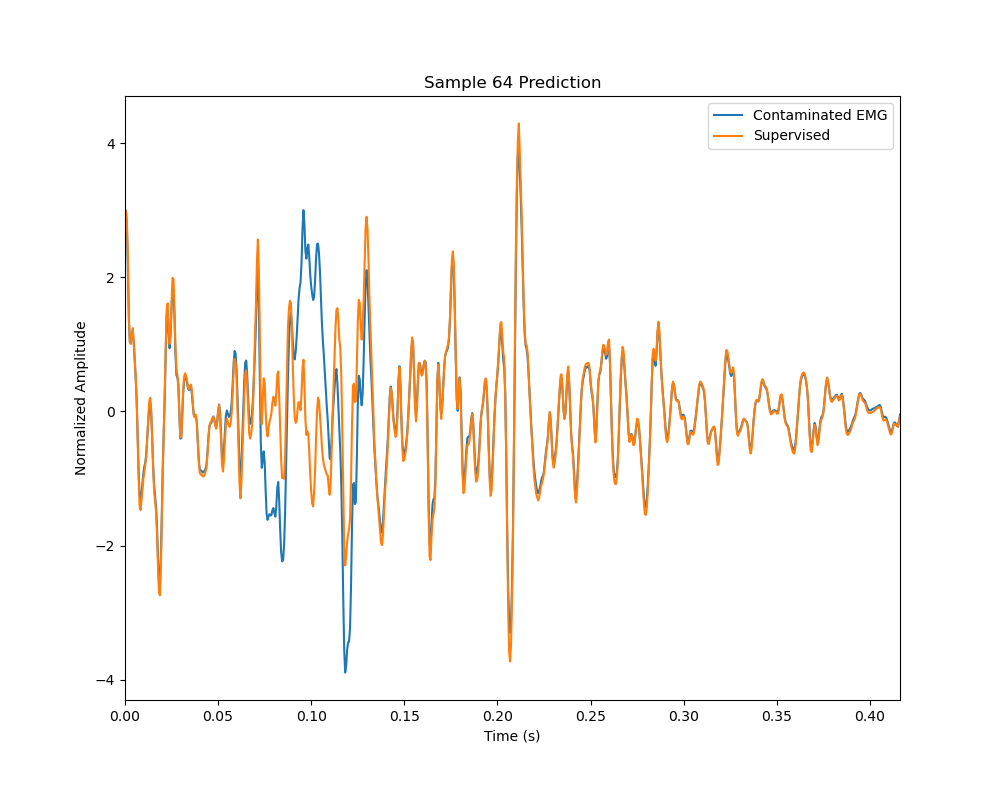 Sample 64 Prediction
Contaminated EMG
Supervised
Normalized Amplitude
4
2
0
−2
−4
0.00 0.05 0.10 0.15 0.20 0.25 0.30 0.35 0.40
Time (s)